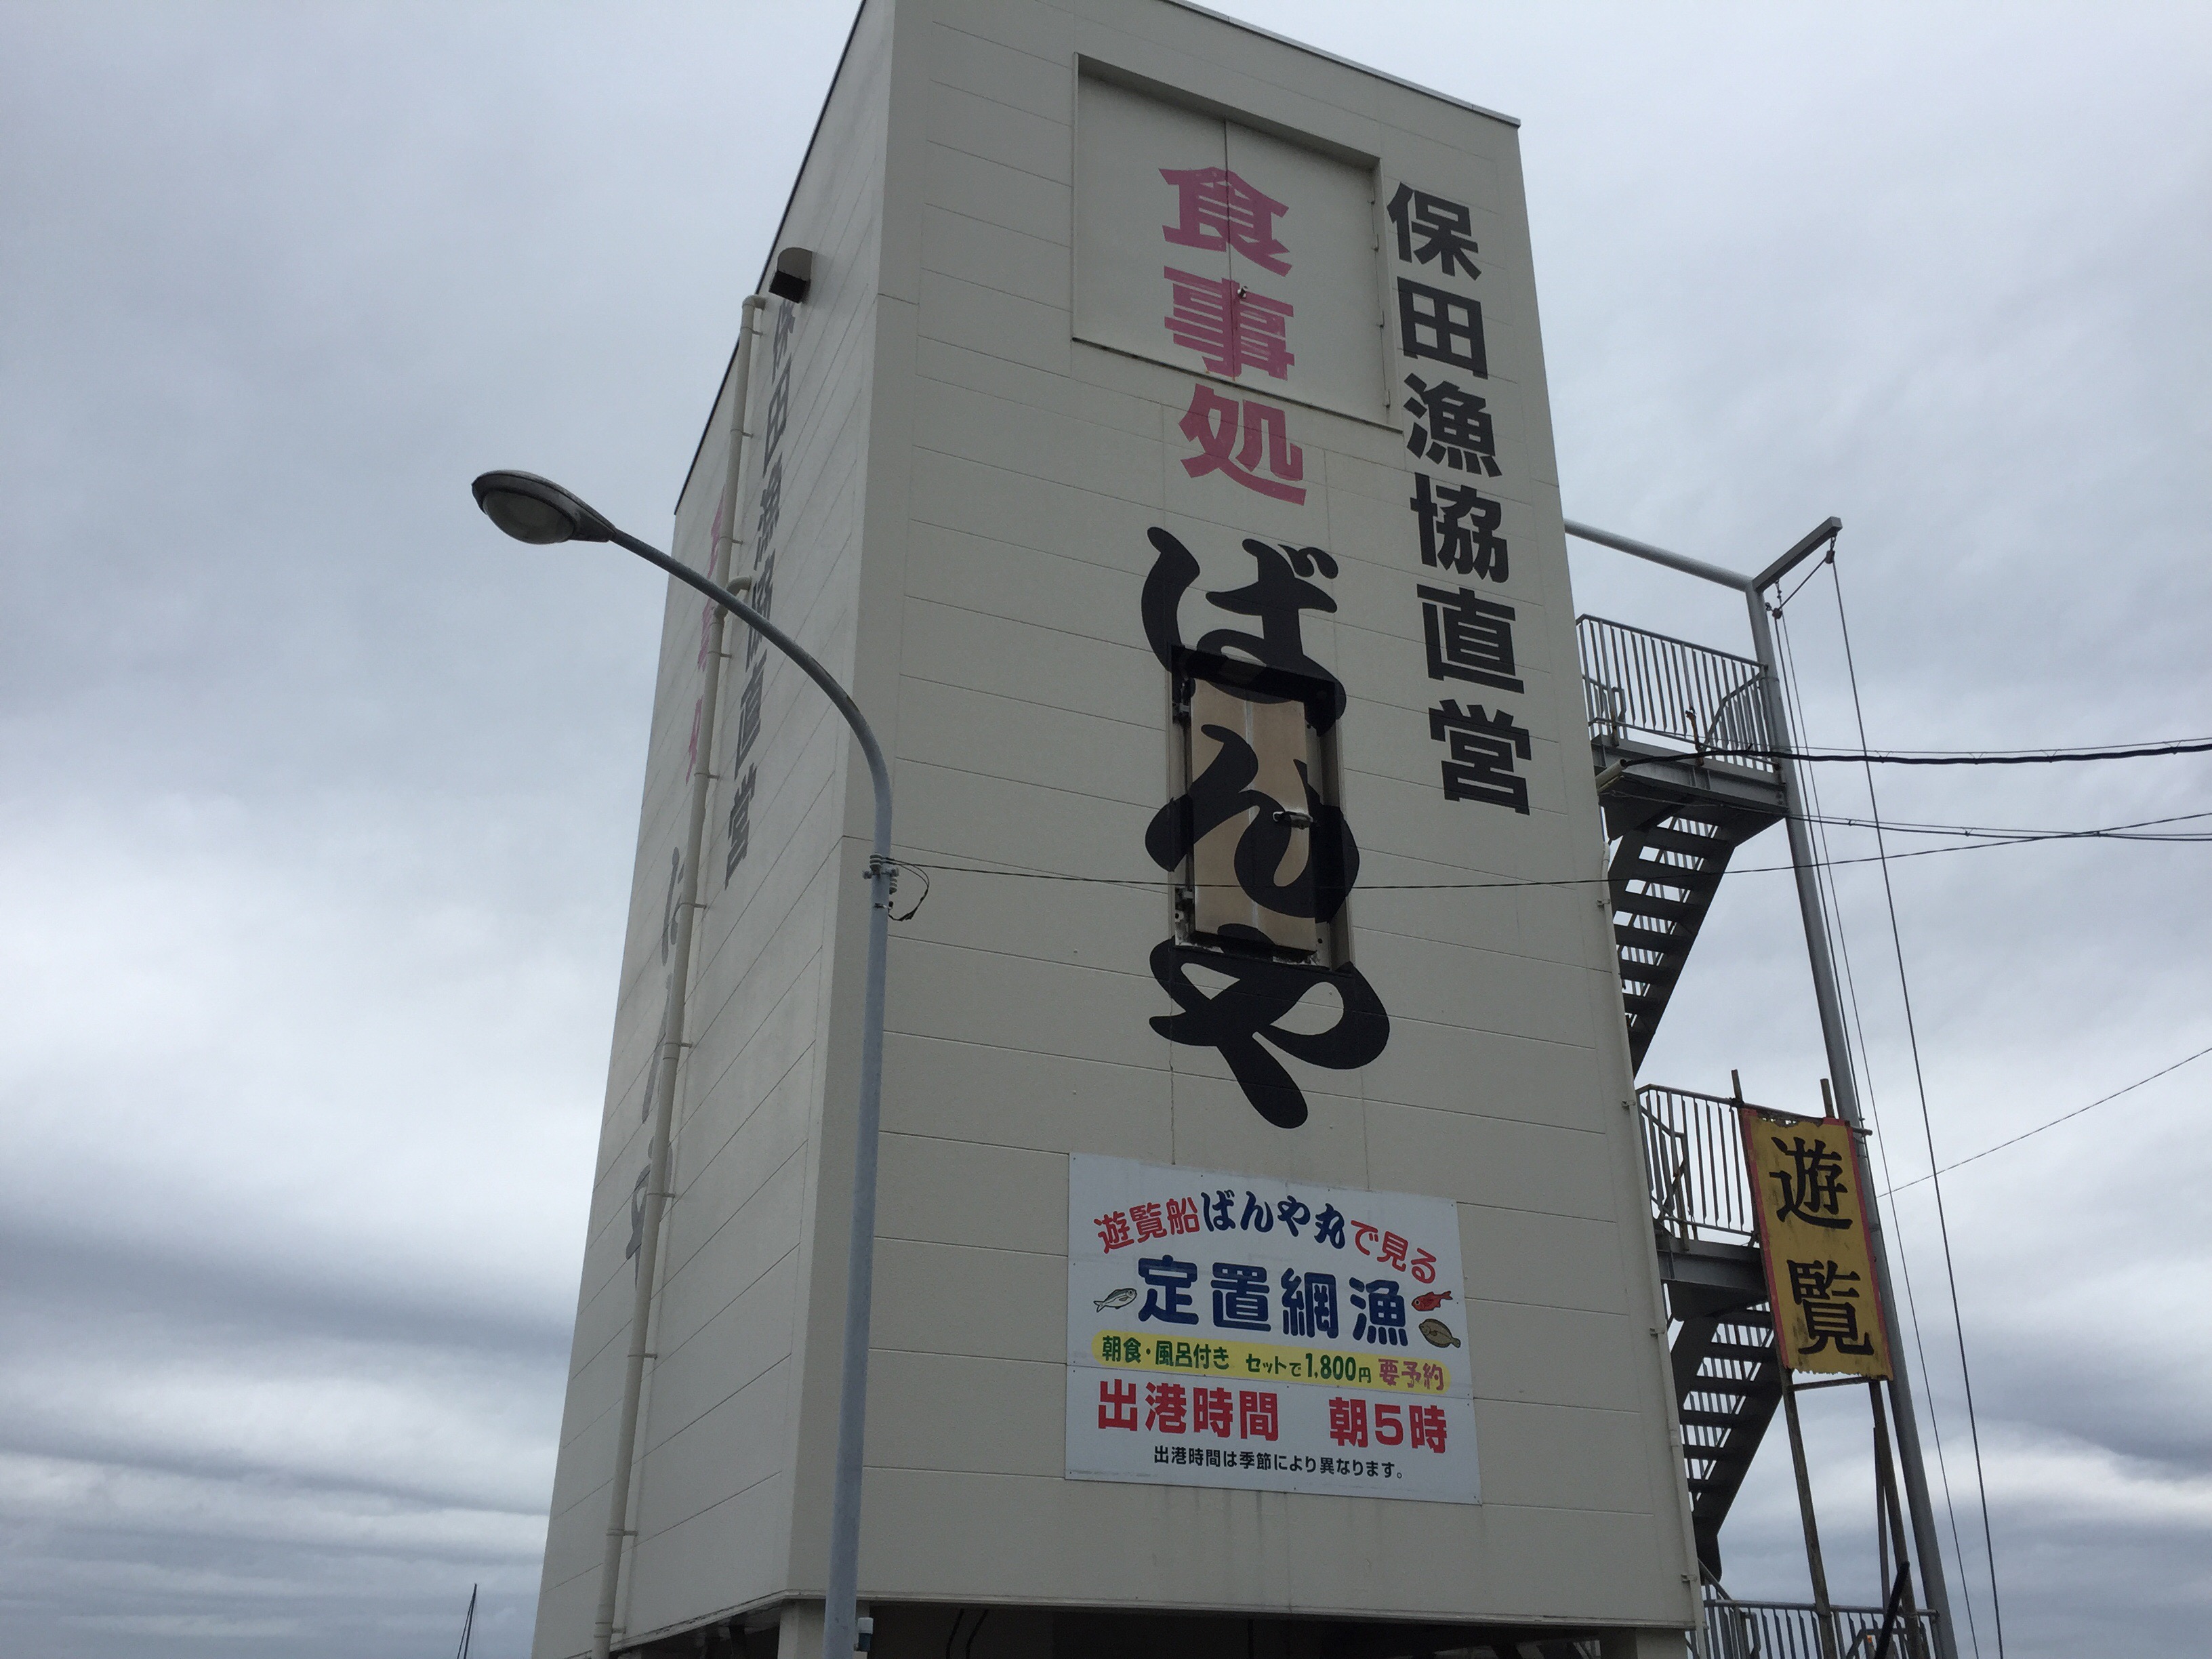 保田漁協直営
食事処
ばんや
遊覧船ばんや丸で見る
定置網漁
朝食・風呂付き セットで1,800円 要予約
出港時間 朝5時
出港時間は季節により異なります。
遊覧
保田漁協直営